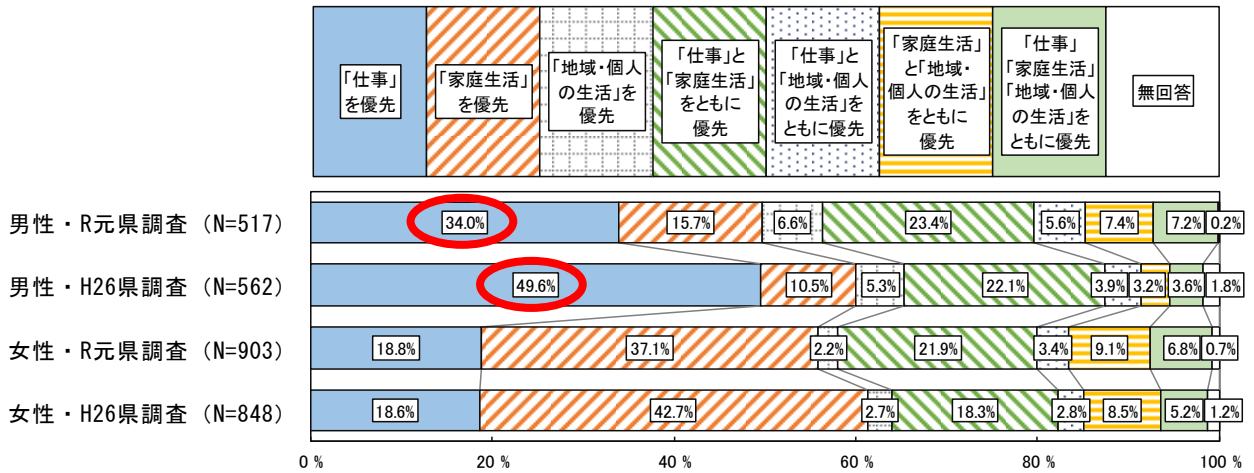 「仕事」
を優先
「家庭生活」
を優先
「地域・個人
の生活」を
優先
「仕事」と
「家庭生活」
をともに
優先
「仕事」と
「地域・個人
の生活」を
ともに優先
「家庭生活」
と「地域・
個人の生活」
をともに
優先
「仕事」
「家庭生活」
「地域・個人
の生活」を
ともに優先
無回答
男性・R元県調査 (N=517) 34.0% 15.7% 6.6% 23.4% 5.6% 7.4% 7.2% 0.2%
男性・H26県調査 (N=562) 49.6% 10.5% 5.3% 22.1% 3.9% 3.2% 3.6% 1.8%
女性・R元県調査 (N=903) 18.8% 37.1% 2.2% 21.9% 3.4% 9.1% 6.8% 0.7%
女性・H26県調査 (N=848) 18.6% 42.7% 2.7% 18.3% 2.8% 8.5% 5.2% 1.2%
0 % 20 % 40 % 60 % 80 % 100 %